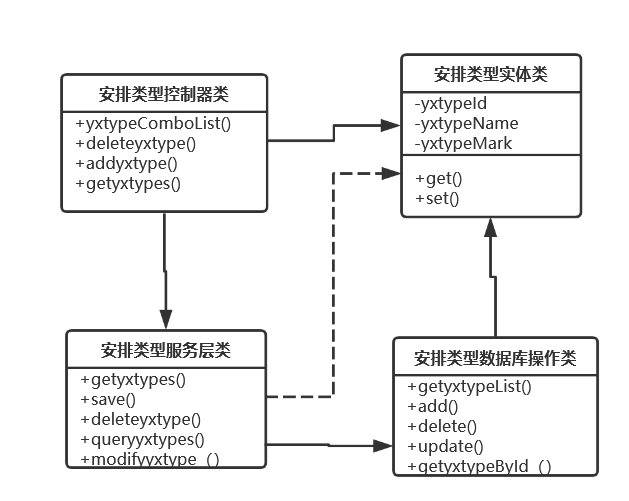 安排类型控制器类
+yxtypeComboList()
+deleteyxtype()
+addyxtype()
+getyxtypes()
安排类型实体类
-yxtypeId
-yxtypeName
-yxtypeMark
+get()
+set()
安排类型服务层类
+getyxtypes()
+save()
+deleteyxtype()
+queryyxtypes()
+modifyyxtype（）
安排类型数据库操作类
+getyxtypeList()
+add()
+delete()
+update()
+getyxtypeById（）